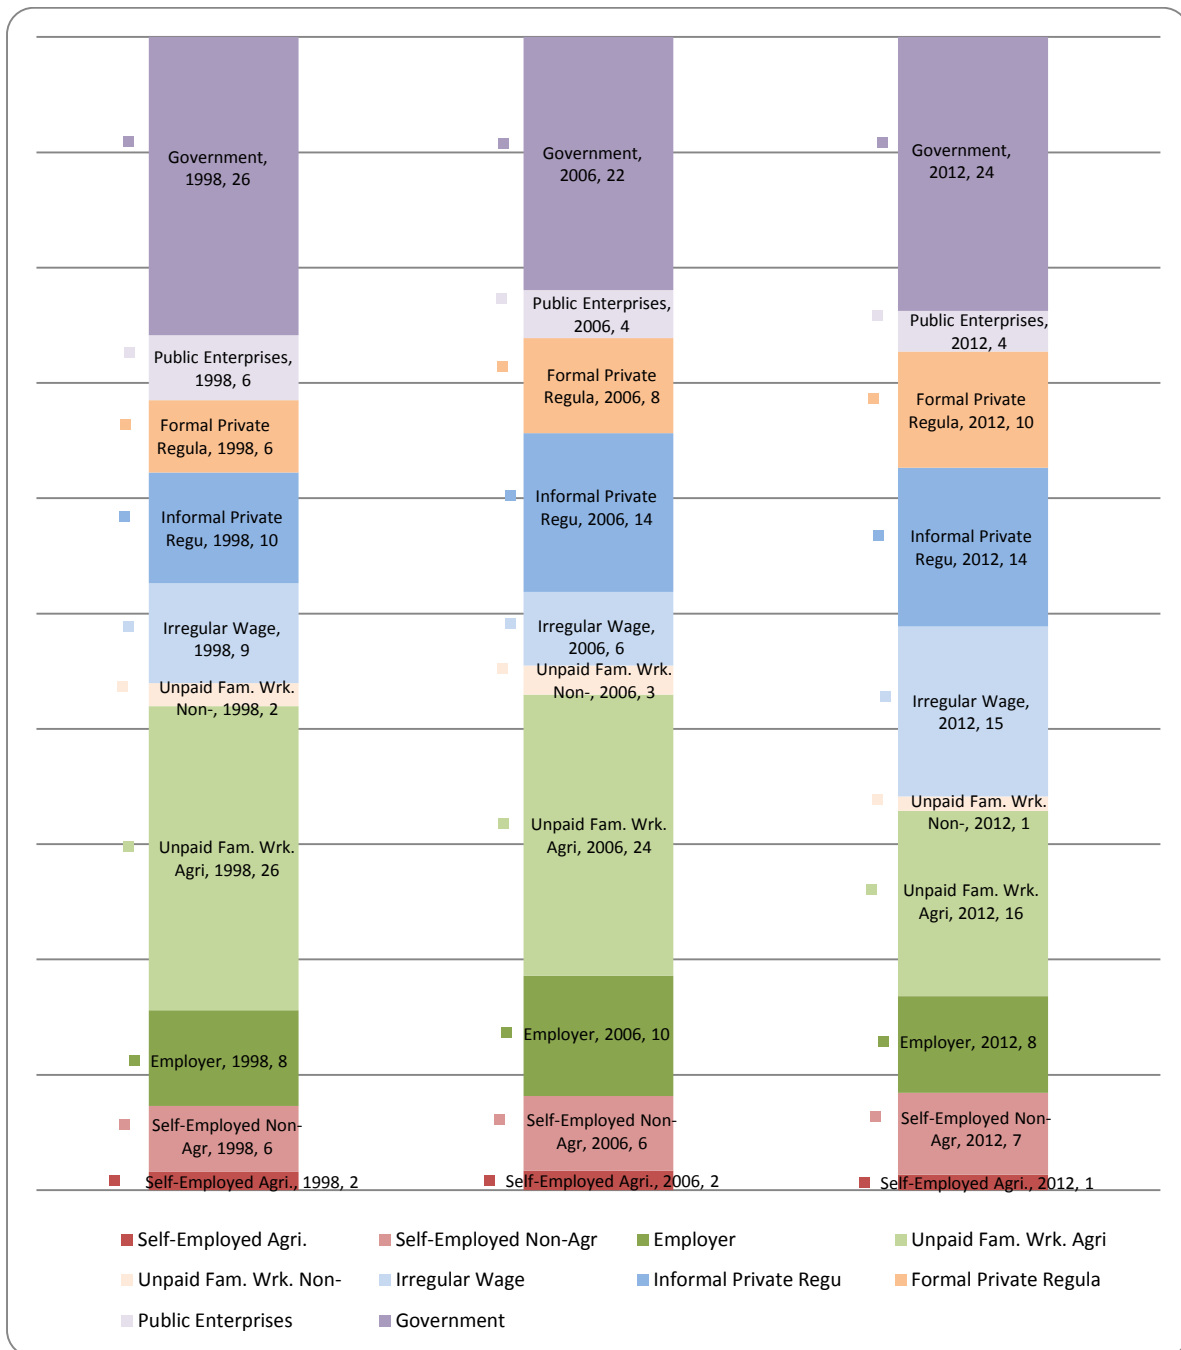 Government,
1998, 26
Public Enterprises,
1998, 6
Formal Private
Regula, 1998, 6
Informal Private
Regu, 1998, 10
Irregular Wage,
1998, 9
Unpaid Fam. Wrk.
Non-, 1998, 2
Unpaid Fam. Wrk.
Agri, 1998, 26
Employer, 1998, 8
Self-Employed Non-
Agr, 1998, 6
Self-Employed Agri., 1998, 2
Government,
2006, 22
Public Enterprises,
2006, 4
Formal Private
Regula, 2006, 8
Informal Private
Regu, 2006, 14
Irregular Wage,
2006, 6
Unpaid Fam. Wrk.
Non-, 2006, 3
Unpaid Fam. Wrk.
Agri, 2006, 24
Employer, 2006, 10
Self-Employed Non-
Agr, 2006, 6
Self-Employed Agri., 2006, 2
Government,
2012, 24
Public Enterprises,
2012, 4
Formal Private
Regula, 2012, 10
Informal Private
Regu, 2012, 14
Irregular Wage,
2012, 15
Unpaid Fam. Wrk.
Non-, 2012, 1
Unpaid Fam. Wrk.
Agri, 2012, 16
Employer, 2012, 8
Self-Employed Non-
Agr, 2012, 7
Self-Employed Agri., 2012, 1
Self-Employed Agri. Self-Employed Non-Agr Employer Unpaid Fam. Wrk. Agri
Unpaid Fam. Wrk. Non- Irregular Wage Informal Private Regu Formal Private Regula
Public Enterprises Government